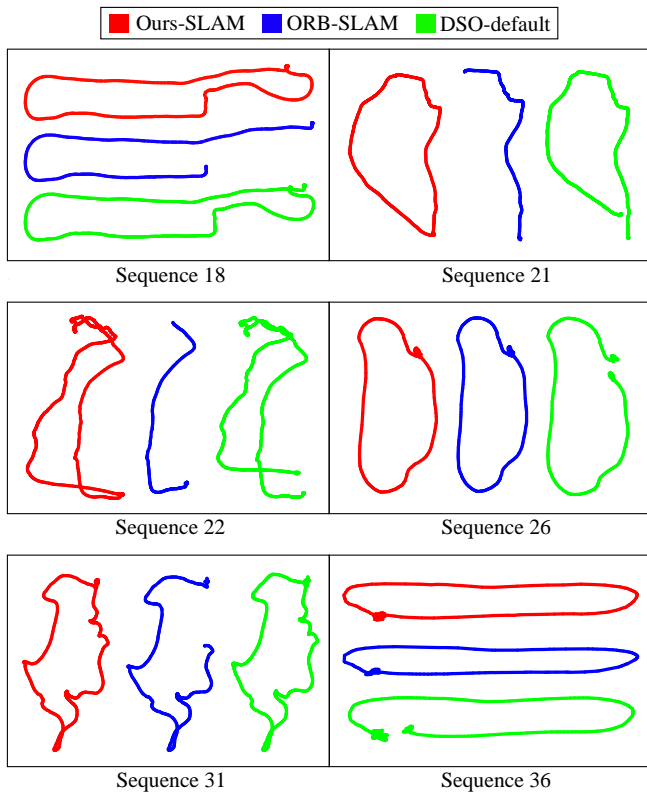 Ours-SLAM ORB-SLAM DSO-default
Sequence 18
Sequence 21
Sequence 22
Sequence 26
Sequence 31
Sequence 36